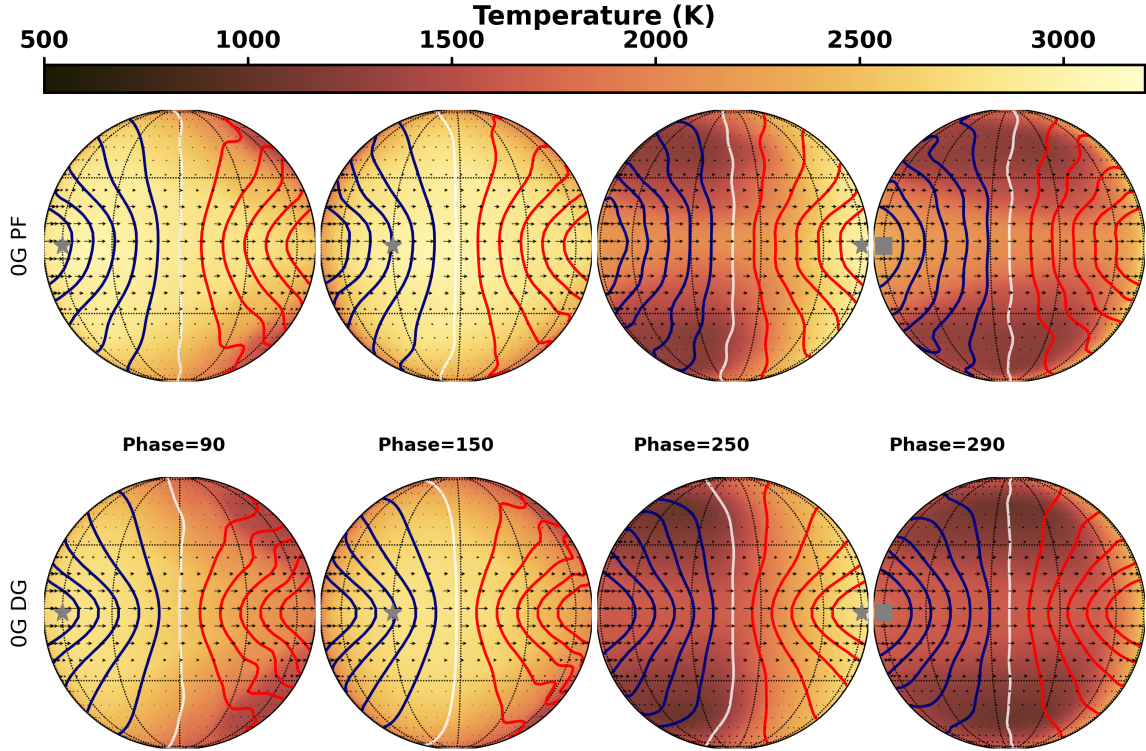 Temperature (K)
500 1000 1500 2000 2500 3000
0G PF
Phase=90 Phase=150 Phase=250 Phase=290
0G DG